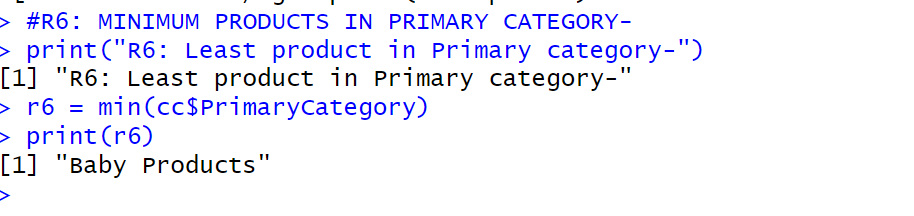 > #R6: MINIMUM PRODUCTS IN PRIMARY CATEGORY-
> print("R6: Least product in Primary category-")
[1] "R6: Least product in Primary category-"
> r6 = min(cc$PrimaryCategory)
> print(r6)
[1] "Baby Products"
>